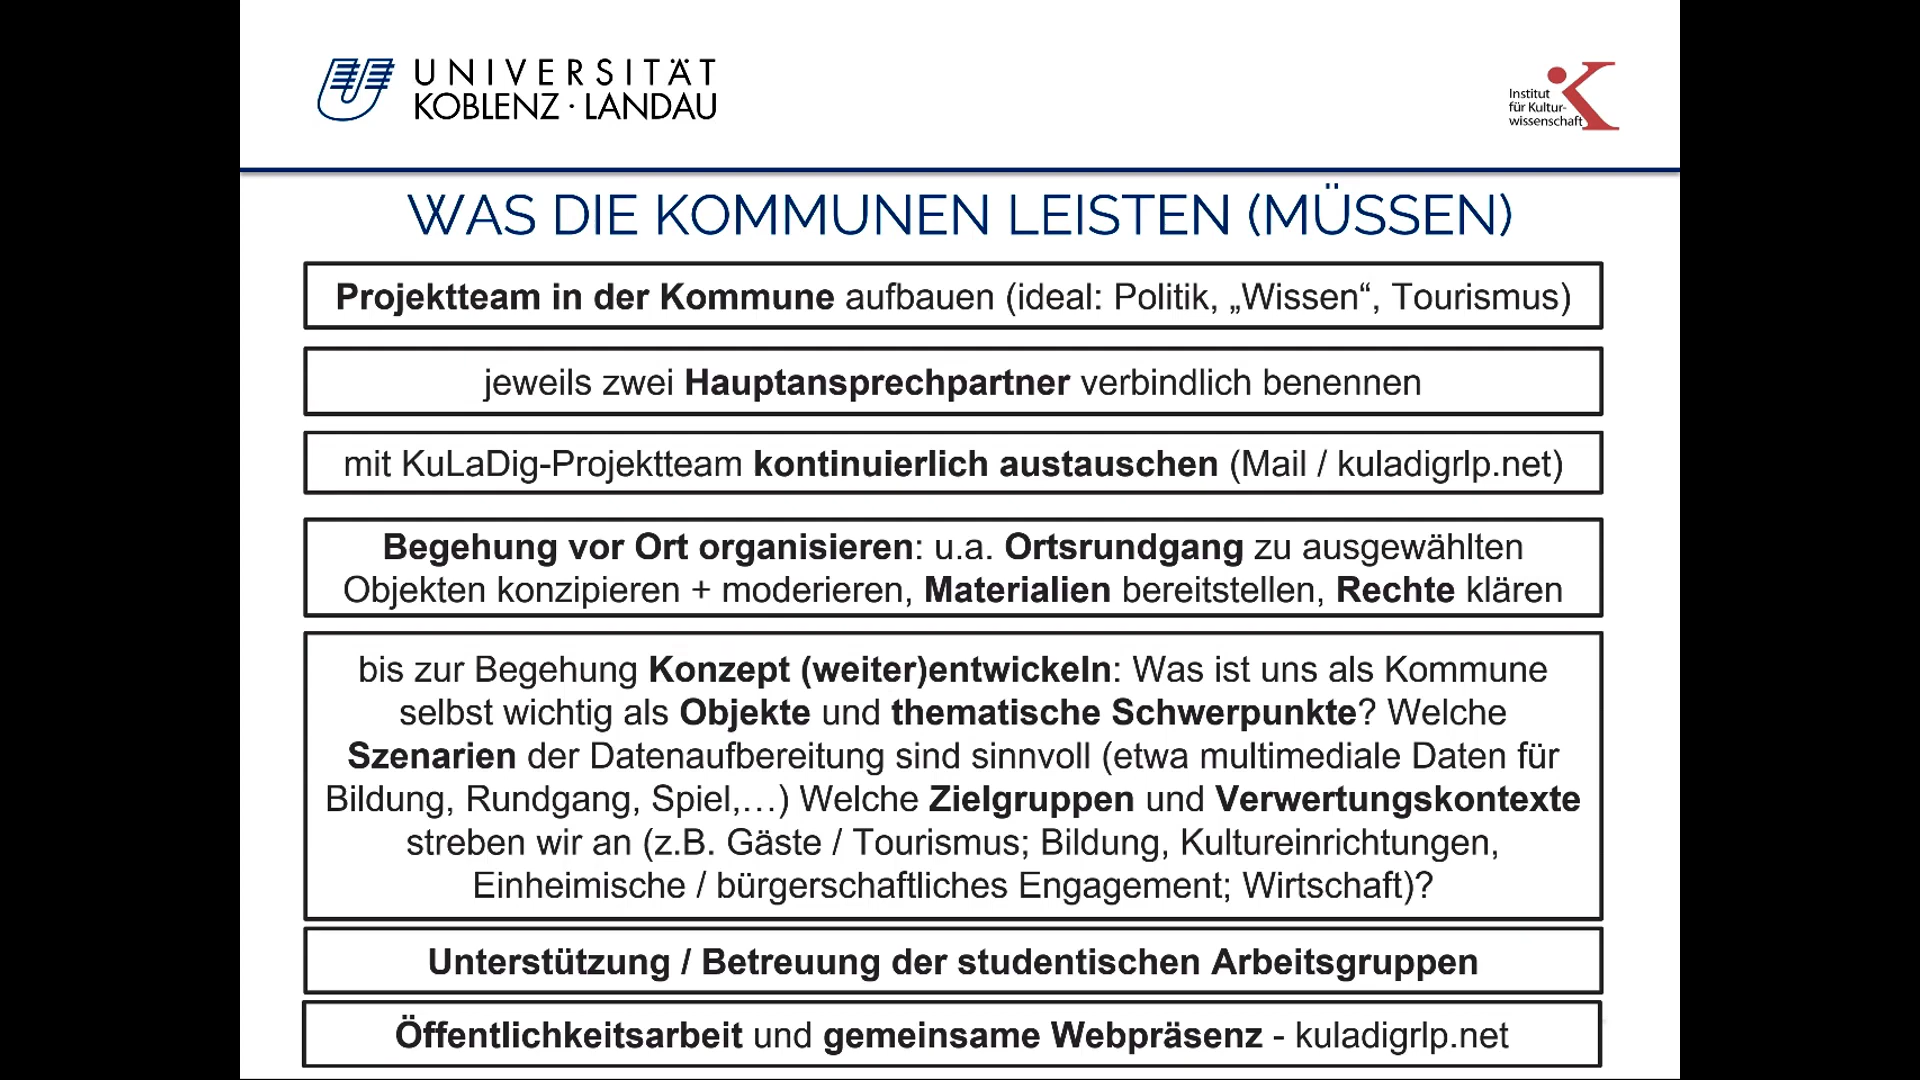 UNIVERSITÄT
KOBLENZ · LANDAU
Institut
für Kultur-
wissenschaft
WAS DIE KOMMUNEN LEISTEN (MÜSSEN)
Projektteam in der Kommune aufbauen (ideal: Politik, „Wissen“, Tourismus)
jeweils zwei Hauptansprechpartner verbindlich benennen
mit KuLaDig-Projektteam kontinuierlich austauschen (Mail / kuladigrlp.net)
Begehung vor Ort organisieren: u.a. Ortsrundgang zu ausgewählten
Objekten konzipieren + moderieren, Materialien bereitstellen, Rechte klären
bis zur Begehung Konzept (weiter)entwickeln: Was ist uns als Kommune
selbst wichtig als Objekte und thematische Schwerpunkte? Welche
Szenarien der Datenaufbereitung sind sinnvoll (etwa multimediale Daten für
Bildung, Rundgang, Spiel,…) Welche Zielgruppen und Verwertungskontexte
streben wir an (z.B. Gäste / Tourismus; Bildung, Kultureinrichtungen,
Einheimische / bürgerschaftliches Engagement; Wirtschaft)?
Unterstützung / Betreuung der studentischen Arbeitsgruppen
Öffentlichkeitsarbeit und gemeinsame Webpräsenz - kuladigrlp.net